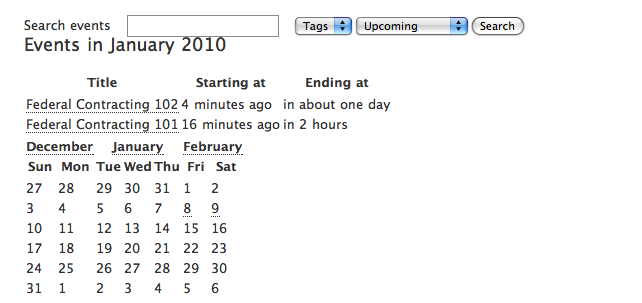 Search events Tags Upcoming Search
Events in January 2010
Title Starting at Ending at
Federal Contracting 102 4 minutes ago in about one day
Federal Contracting 101 16 minutes ago in 2 hours
December January February
Sun Mon Tue Wed Thu Fri Sat
27 28 29 30 31 1 2
3 4 5 6 7 8 9
10 11 12 13 14 15 16
17 18 19 20 21 22 23
24 25 26 27 28 29 30
31 1 2 3 4 5 6